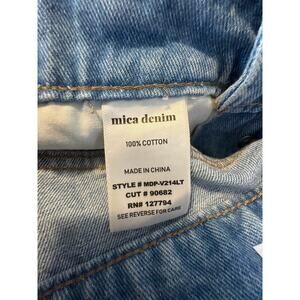 mica denim
100% COTTON
MADE IN CHINA
STYLE # MDP-V214LT
CUT # 90682
RN# 127794
SEE REVERSE FOR CARE